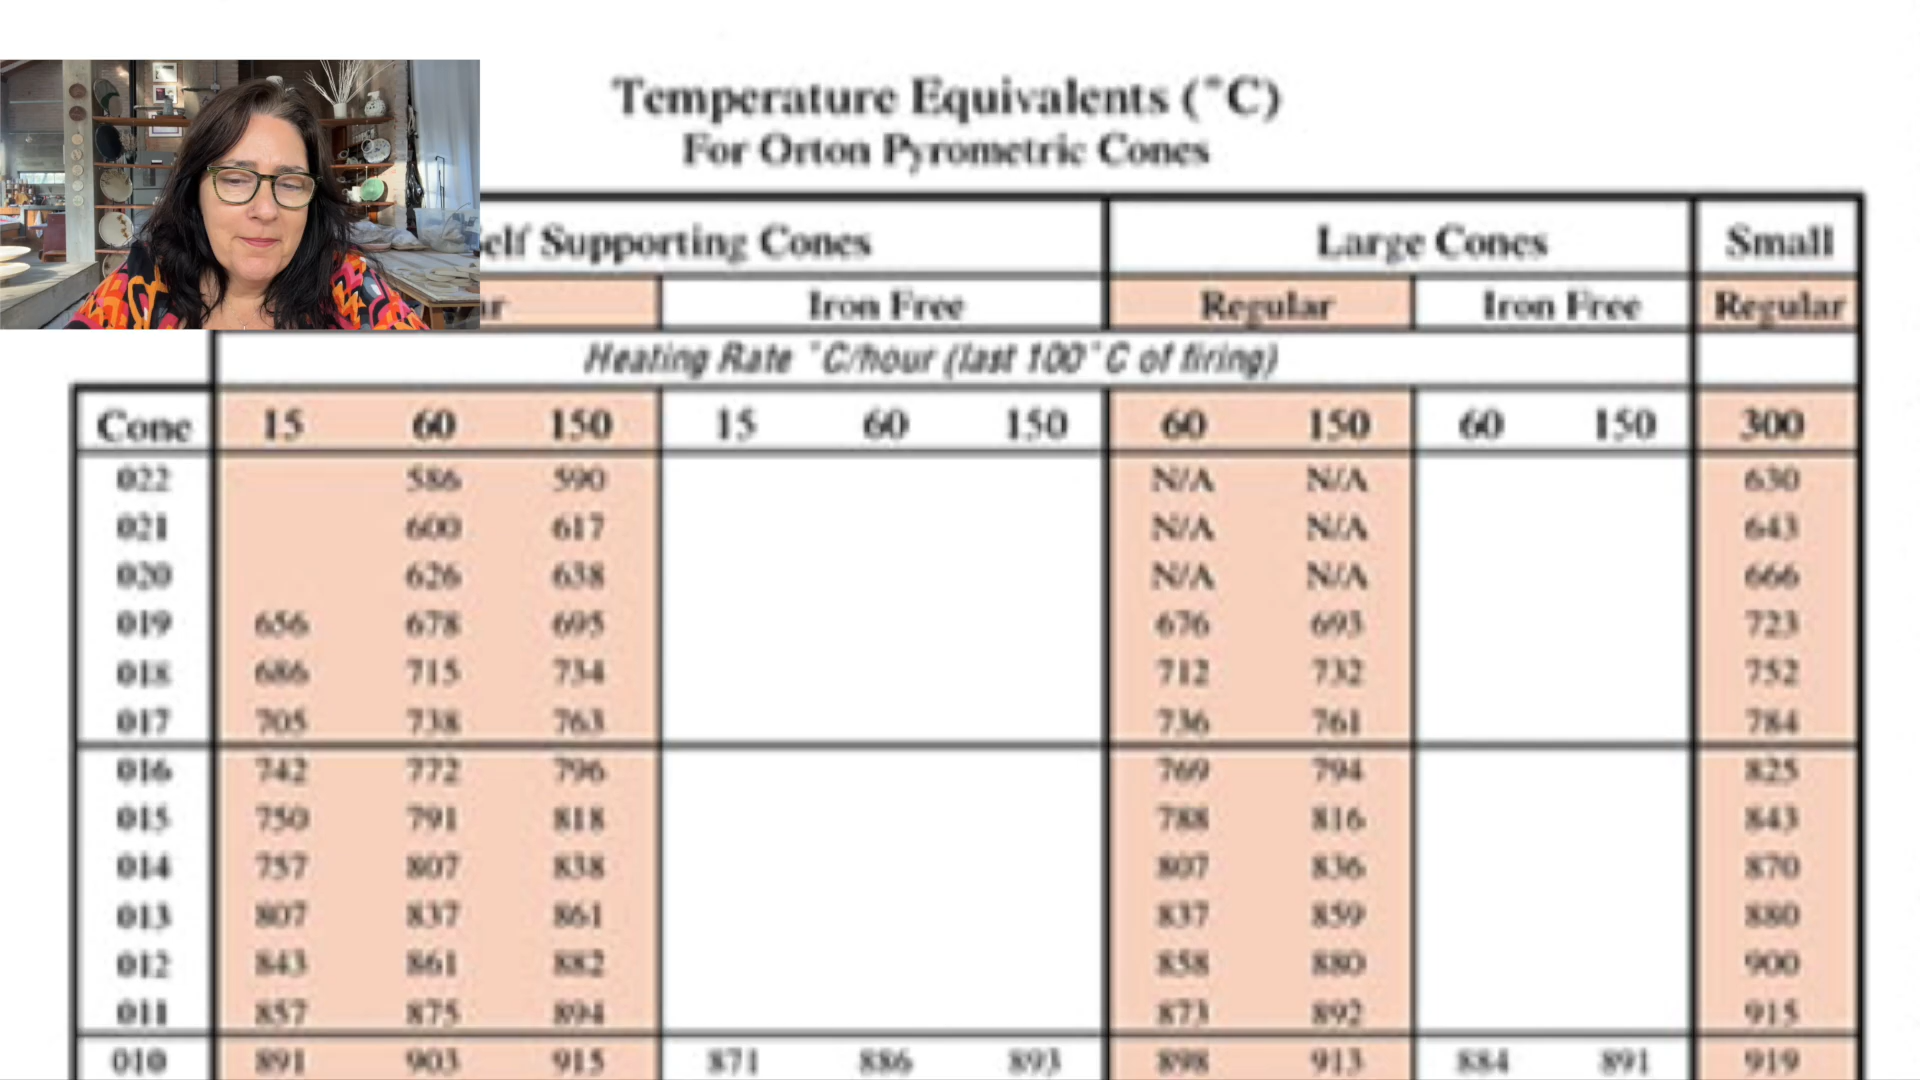 Temperature Equivalents (°C)
For Orton Pyrometric Cones
elf Supporting Cones Large Cones Small
r Iron Free Regular Iron Free Regular
Heating Rate °C/hour (last 100°C of firing)
Cone 15 60 150 15 60 150 60 150 60 150 300
022 586 590 N/A N/A 630
021 600 617 N/A N/A 643
020 626 638 N/A N/A 666
019 656 678 695 676 693 723
018 686 715 734 712 732 752
017 705 738 763 736 761 784
016 742 772 796 769 794 825
015 750 791 818 788 816 843
014 757 807 838 807 836 870
013 807 837 861 837 859 880
012 843 861 882 858 880 900
011 857 875 894 873 892 915
010 891 903 915 871 886 893 898 913 884 891 919